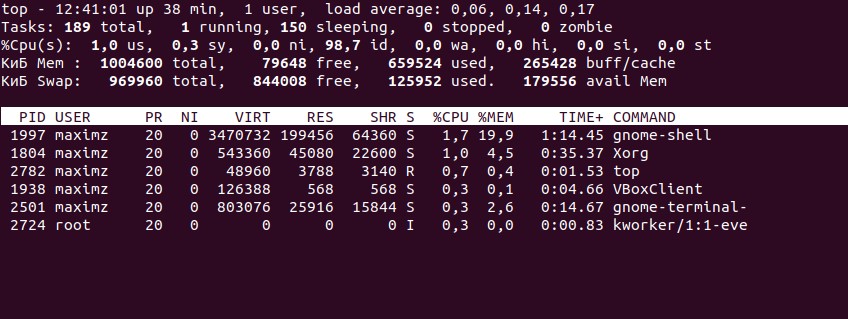 top - 12:41:01 up 38 min,  1 user,  load average: 0,06, 0,14, 0,17
Tasks: 189 total,   1 running, 150 sleeping,   0 stopped,   0 zombie
%Cpu(s):  1,0 us,  0,3 sy,  0,0 ni, 98,7 id,  0,0 wa,  0,0 hi,  0,0 si,  0,0 st
КиБ Mem :  1004600 total,    79648 free,   659524 used,   265428 buff/cache
КиБ Swap:   969960 total,   844008 free,   125952 used.   179556 avail Mem
PID USER      PR  NI    VIRT    RES    SHR S  %CPU %MEM     TIME+ COMMAND
1997 maximz    20   0 3470732 199456  64360 S   1,7 19,9   1:14.45 gnome-shell
1804 maximz    20   0  543360  45080  22600 S   1,0  4,5   0:35.37 Xorg
2782 maximz    20   0   48960   3788   3140 R   0,7  0,4   0:01.53 top
1938 maximz    20   0  126388    568    568 S   0,3  0,1   0:04.66 VBoxClient
2501 maximz    20   0  803076  25916  15844 S   0,3  2,6   0:14.67 gnome-terminal-
2724 root      20   0       0      0      0 I   0,3  0,0   0:00.83 kworker/1:1-eve